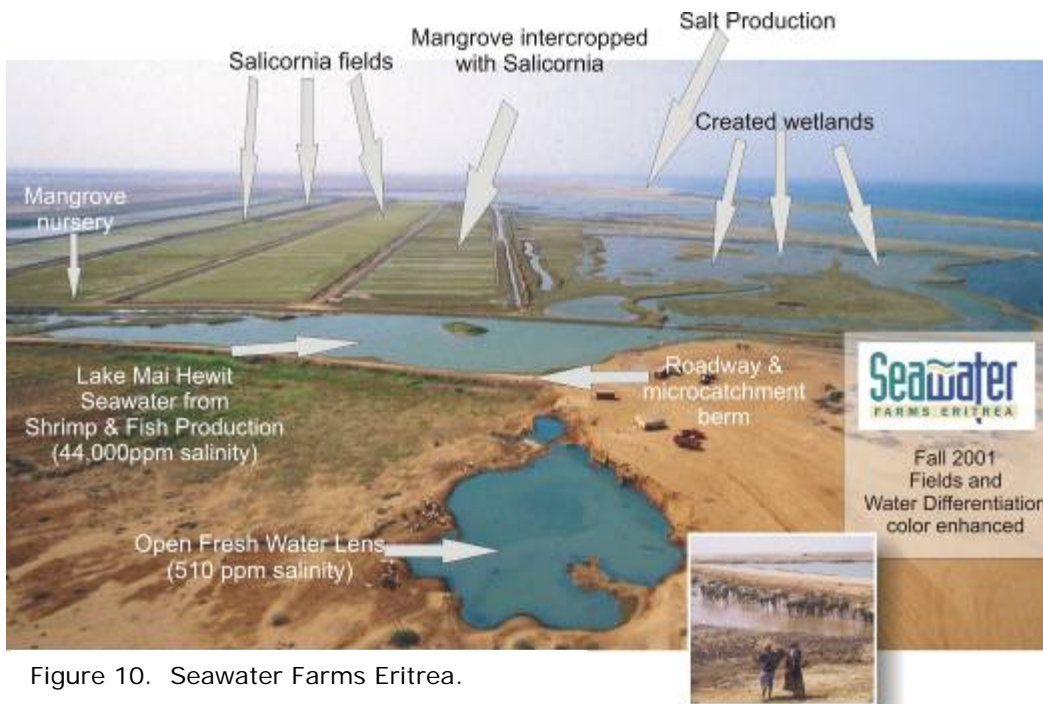 Salt Production
Mangrove intercropped
with Salicornia
Salicornia fields
Created wetlands
Mangrove
nursery
Lake Mai Hewit
Seawater from
Shrimp & Fish Production
(44,000ppm salinity)
Roadway &
microcatchment
berm
Seawater
FARMS ERITREA
Fall 2001
Fields and
Water Differentiation
color enhanced
Open Fresh Water Lens
(510 ppm salinity)
Figure 10. Seawater Farms Eritrea.